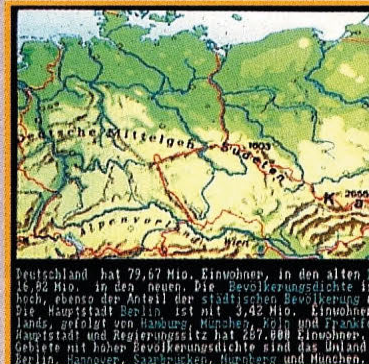 Deutsche Mittelgeb
Sudeten
1603
2655
K a
Alpenvor
Wien
Deutschland hat 79,67 Mio. Einwohner, in den alten
16,02 Mio. in den neuen. Die Bevölkerungsdichte i
hoch, ebenso der Anteil der städtischen Bevölkerung
Die Hauptstadt Berlin ist mit 3,42 Mio. Einwohner
lands, gefolgt von Hamburg, München, Köln und Frankf
Hauptstadt und Regierungssitz hat 287.000 Einwohner.
Gebiete mit hoher Bevölkerungsdichte sind das Umland
Berlin, Hannover, Saarbrücken, Nürnberg und München.